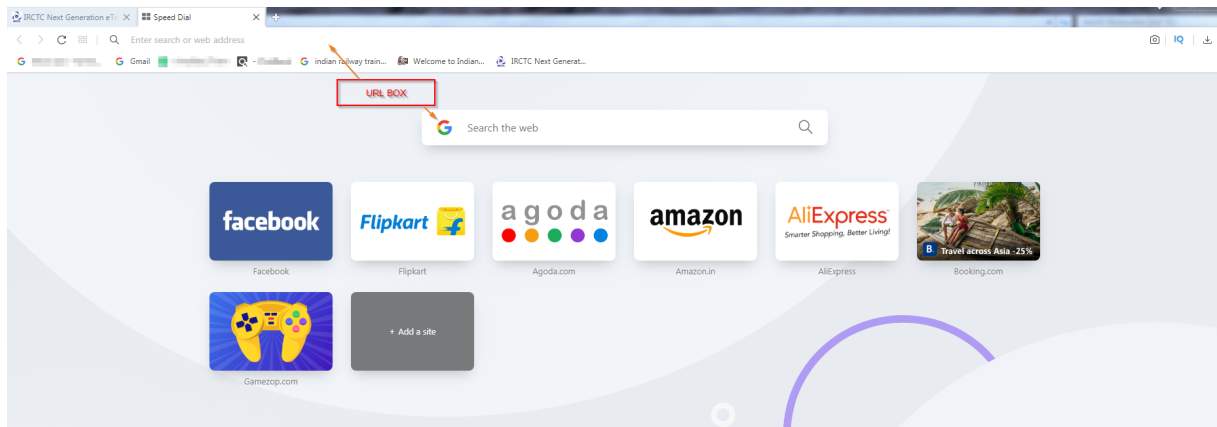 IRCTC Next Generation eTi
Speed Dial
Enter search or web address
IQ
Gmail
indian railway train...
Welcome to Indian...
IRCTC Next Generat...
URL BOX
Search the web
facebook
Flipkart
agoda
amazon
AliExpress
Smarter Shopping, Better Living!
B. Travel across Asia -25%
Facebook
Flipkart
Agoda.com
Amazon.in
AliExpress
Booking.com
+ Add a site
Gamezop.com